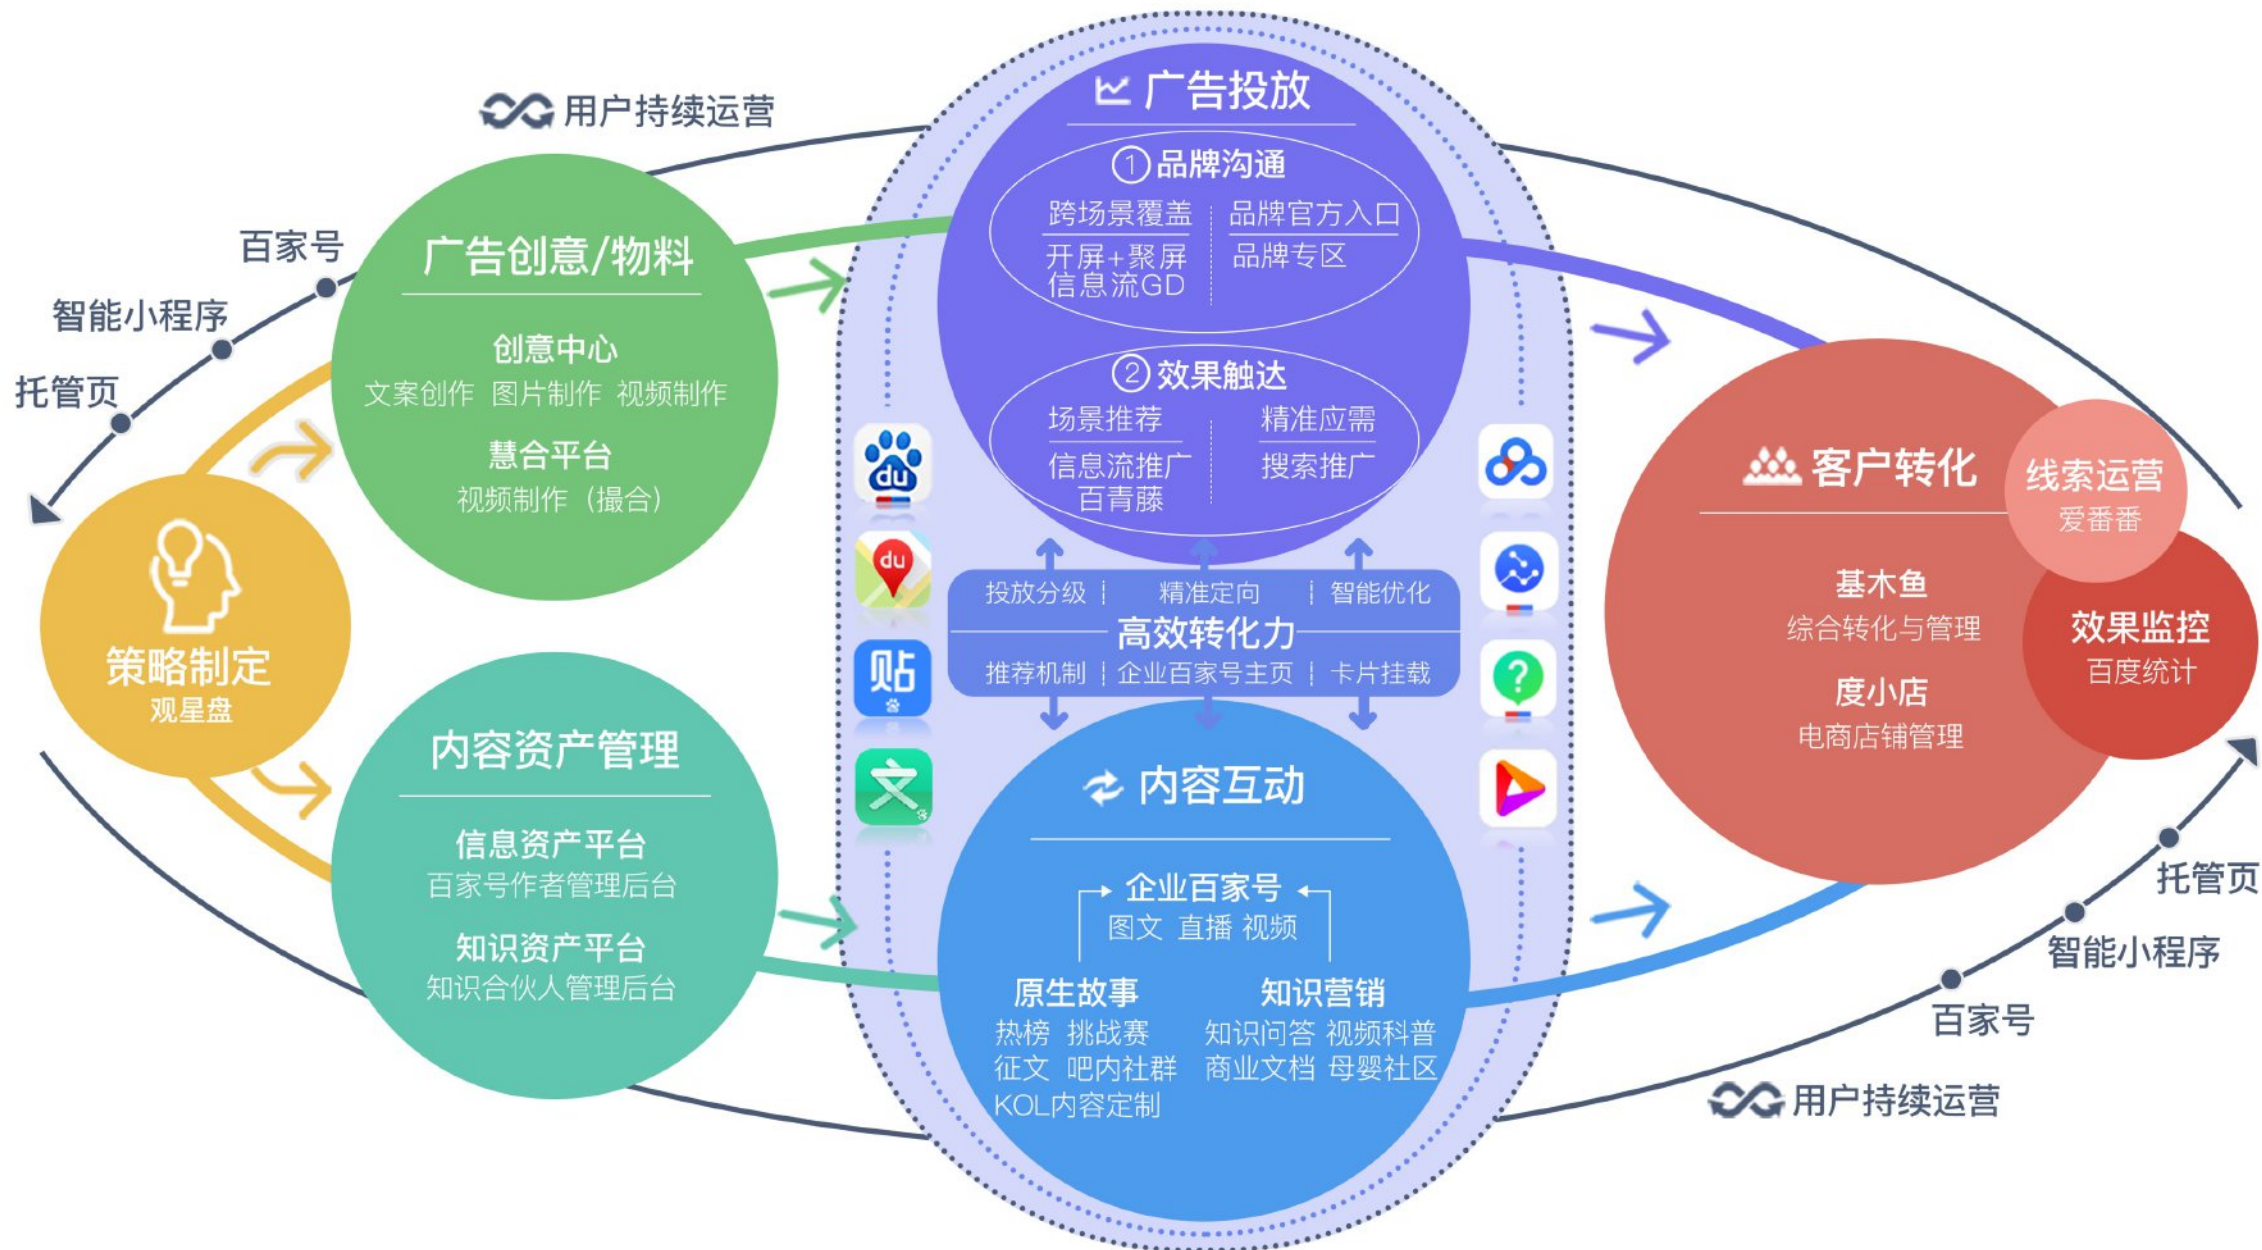 用户持续运营
百家号
智能小程序
托管页
策略制定
观星盘
广告创意/物料
创意中心
文案创作 图片制作 视频制作
慧合平台
视频制作（撮合）
内容资产管理
信息资产平台
百家号作者管理后台
知识资产平台
知识合伙人管理后台
广告投放
①品牌沟通
跨场景覆盖
开屏+聚屏
信息流GD
品牌官方入口
品牌专区
②效果触达
场景推荐
信息流推广
百青藤
精准应需
搜索推广
投放分级 精准定向 智能优化
高效转化力
推荐机制 企业百家号主页 卡片挂载
du
du
贴
文
?
内容互动
企业百家号
图文 直播 视频
原生故事
热榜 挑战赛
征文 吧内社群
KOL内容定制
知识营销
知识问答 视频科普
商业文档 母婴社区
客户转化
基木鱼
综合转化与管理
度小店
电商店铺管理
线索运营
爱番番
效果监控
百度统计
托管页
智能小程序
百家号
用户持续运营